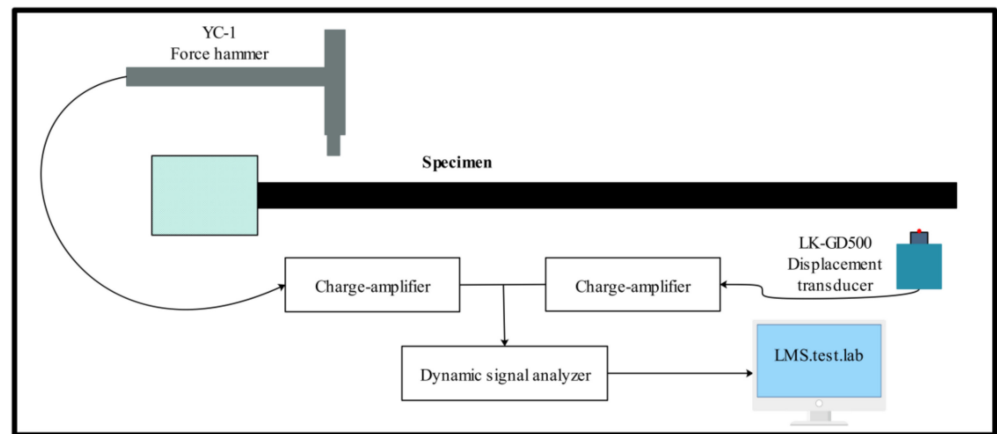 YC-1
Force hammer
Specimen
LK-GD500
Displacement
transducer
Charge-amplifier
Charge-amplifier
LMS.test.lab
Dynamic signal analyzer